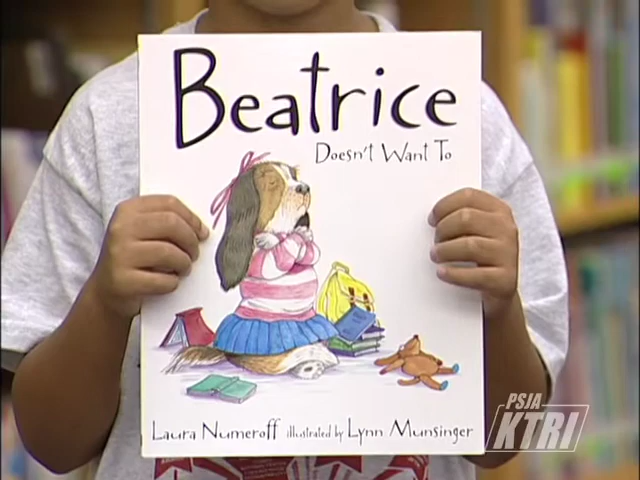 Beatrice
Doesn't Want To
Laura Numeroff illustrated by Lynn Munsinger
PSJA
KTRI